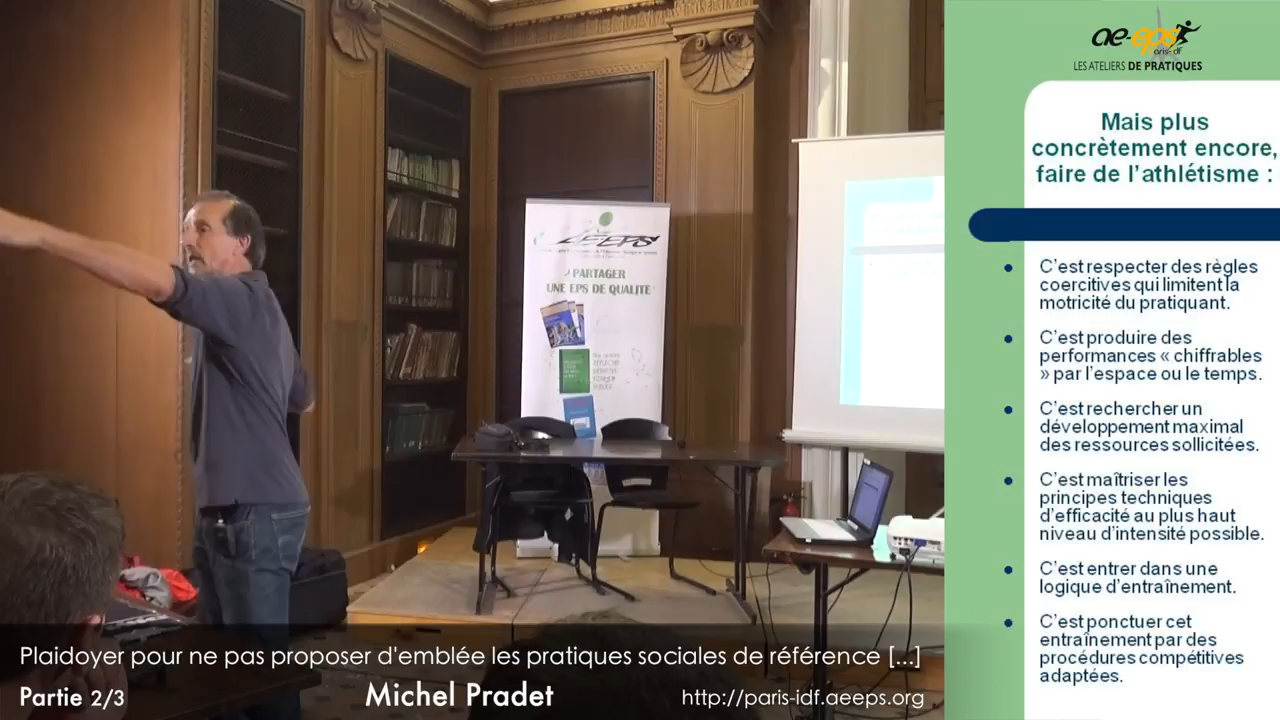 ae-eps
paris-idf
LES ATELIERS DE PRATIQUES
Mais plus
concrètement encore,
faire de l'athlétisme :
C'est respecter des règles
coercitives qui limitent la
motricité du pratiquant.
C'est produire des
performances « chiffrables
» par l'espace ou le temps.
C'est rechercher un
développement maximal
des ressources sollicitées.
C'est maîtriser les
principes techniques
d'efficacité au plus haut
niveau d'intensité possible.
C'est entrer dans une
logique d'entraînement.
C'est ponctuer cet
entraînement par des
procédures compétitives
adaptées.
AEEPS
PARTAGER
UNE EPS DE QUALITÉ
Plaidoyer pour ne pas proposer d'emblée les pratiques sociales de référence [...]
Partie 2/3
Michel Pradet
http://paris-idf.aeeps.org